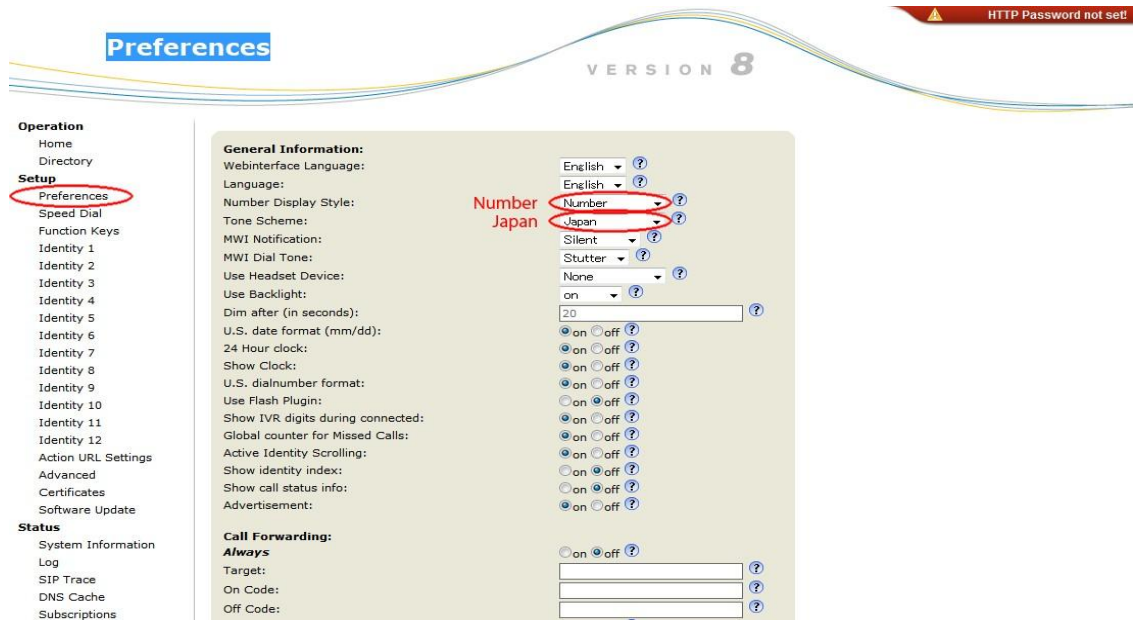 HTTP Password not set!
Preferences
VERSION 8
Operation
Home
Directory
Setup
Preferences
Speed Dial
Function Keys
Identity 1
Identity 2
Identity 3
Identity 4
Identity 5
Identity 6
Identity 7
Identity 8
Identity 9
Identity 10
Identity 11
Identity 12
Action URL Settings
Advanced
Certificates
Software Update
Status
System Information
Log
SIP Trace
DNS Cache
Subscriptions
General Information:
Webinterface Language: English ?
Language: English ?
Number Display Style: Number Number ?
Tone Scheme: Japan Japan ?
MWI Notification: Silent ?
MWI Dial Tone: Stutter ?
Use Headset Device: None ?
Use Backlight: on ?
Dim after (in seconds): 20 ?
U.S. date format (mm/dd): on off ?
24 Hour clock: on off ?
Show Clock: on off ?
U.S. dialnumber format: on off ?
Use Flash Plugin: on off ?
Show IVR digits during connected: on off ?
Global counter for Missed Calls: on off ?
Active Identity Scrolling: on off ?
Show identity index: on off ?
Show call status info: on off ?
Advertisement: on off ?
Call Forwarding:
Always on off ?
Target: ?
On Code: ?
Off Code: ?